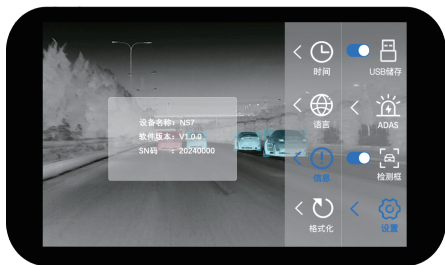 设备名称：NS7
软件版本：V1.0.0
SN码 ：20240000
时间
USB储存
语言
ADAS
信息
检测框
格式化
设置